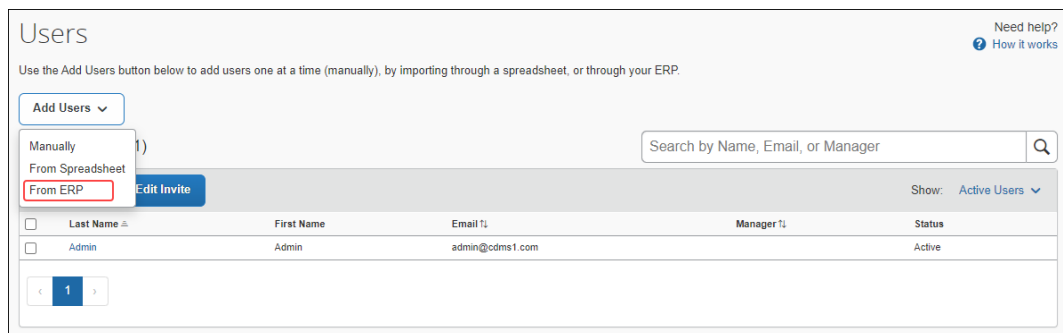 Users
Need help?
How it works
Use the Add Users button below to add users one at a time (manually), by importing through a spreadsheet, or through your ERP.
Add Users
Manually
From Spreadsheet
From ERP
1)
Search by Name, Email, or Manager
Edit Invite
Show: Active Users
Last Name First Name Email Manager Status
Admin Admin admin@cdms1.com Active
‹ 1 ›